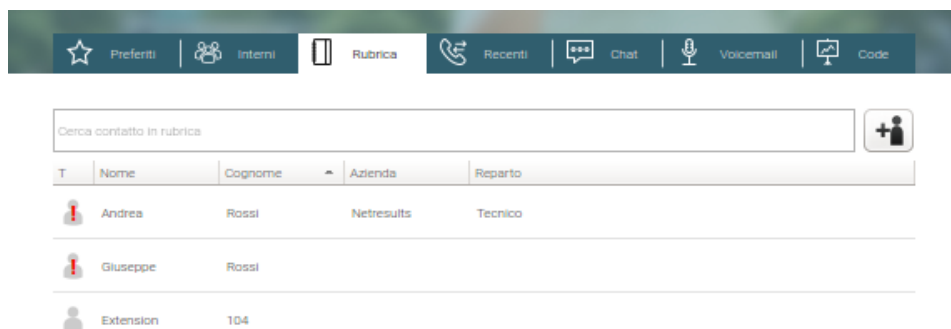 Preferiti Interni Rubrica Recenti Chat Voicemail Code
Cerca contatto in rubrica
T Nome Cognome Azienda Reparto
Andrea Rossi Netresults Tecnico
Giuseppe Rossi
Extension 104